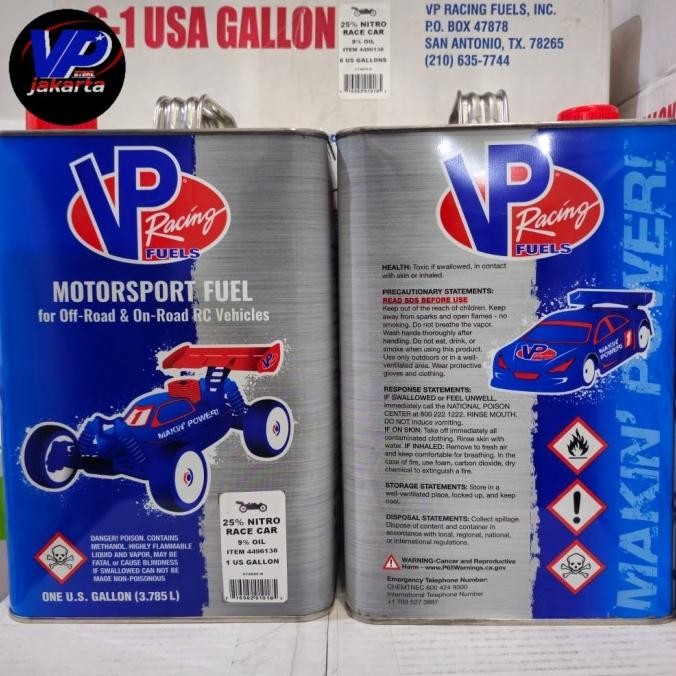 VP
STORE
jakarta
6-1 USA GALLON
25% NITRO
RACE CAR
9% OIL
ITEM 4496138
6 US GALLONS
VP RACING FUELS, INC.
P.O. BOX 47878
SAN ANTONIO, TX. 78265
(210) 635-7744
VP
Racing
FUELS
MOTORSPORT FUEL
for Off-Road & On-Road RC Vehicles
1
MAKIN' POWER!
25% NITRO
RACE CAR
9% OIL
ITEM 4496138
1 US GALLON
DANGER! POISON. CONTAINS
METHANOL. HIGHLY FLAMMABLE
LIQUID AND VAPOR, MAY BE
FATAL or CAUSE BLINDNESS
IF SWALLOWED CAN NOT BE
MADE NON-POISONOUS
ONE U.S. GALLON (3.785 L)
VP
Racing
FUELS
HEALTH: Toxic if swallowed, in contact
with skin or inhaled.
PRECAUTIONARY STATEMENTS:
READ SDS BEFORE USE
Keep out of the reach of children. Keep
away from sparks and open flames - no
smoking. Do not breathe the vapor.
Wash hands thoroughly after
handling. Do not eat, drink, or
smoke when using this product.
Use only outdoors or in a well-
ventilated area. Wear protective
gloves and clothing.
RESPONSE STATEMENTS:
IF SWALLOWED or FEEL UNWELL,
immediately call the NATIONAL POISON
CENTER at 800 222 1222. RINSE MOUTH.
DO NOT induce vomiting.
IF ON SKIN: Take off immediately all
contaminated clothing. Rinse skin with
water. IF INHALED: Remove to fresh air
and keep comfortable for breathing. In the
case of fire, use foam, carbon dioxide, dry
chemical to extinguish a fire.
STORAGE STATEMENTS: Store in a
well-ventilated place, locked up, and keep
cool.
DISPOSAL STATEMENTS: Collect spillage.
Dispose of content and container in
accordance with local, regional, national,
or international regulations.
WARNING-Cancer and Reproductive
Harm - www.P65Warnings.ca.gov
Emergency Telephone Number:
CHEMTREC 800 424 9300
International Telephone Number
+1 703 527 3887
VP
MAKIN' POWER!
1
MAKIN' POWER!